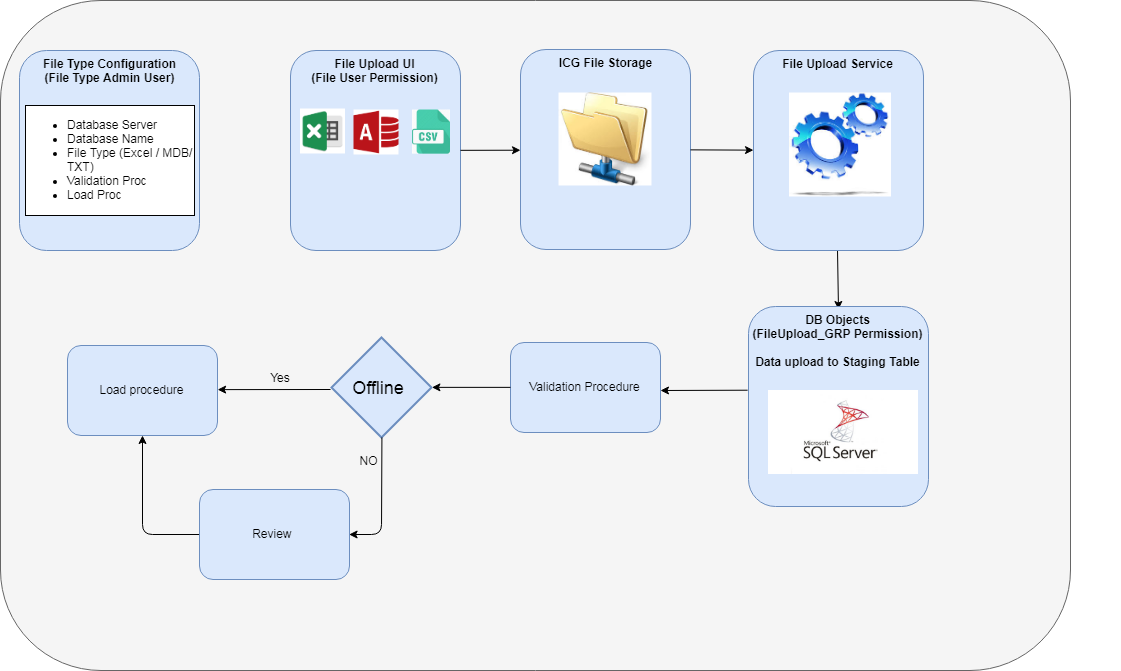 File Type Configuration
(File Type Admin User)
• Database Server
• Database Name
• File Type (Excel / MDB/
TXT)
• Validation Proc
• Load Proc
File Upload UI
(File User Permission)
X
A
CSV
ICG File Storage
File Upload Service
DB Objects
(FileUpload_GRP Permission)
Data upload to Staging Table
Microsoft®
SQL Server
Validation Procedure
Offline
Yes
NO
Load procedure
Review